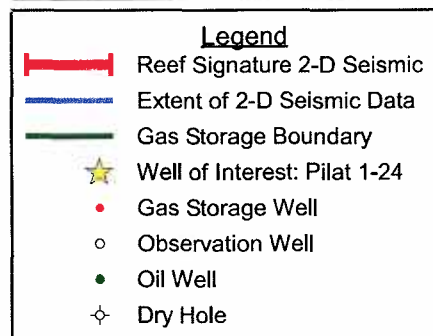 Legend
Reef Signature 2-D Seismic
Extent of 2-D Seismic Data
Gas Storage Boundary
Well of Interest: Pilat 1-24
Gas Storage Well
Observation Well
Oil Well
Dry Hole